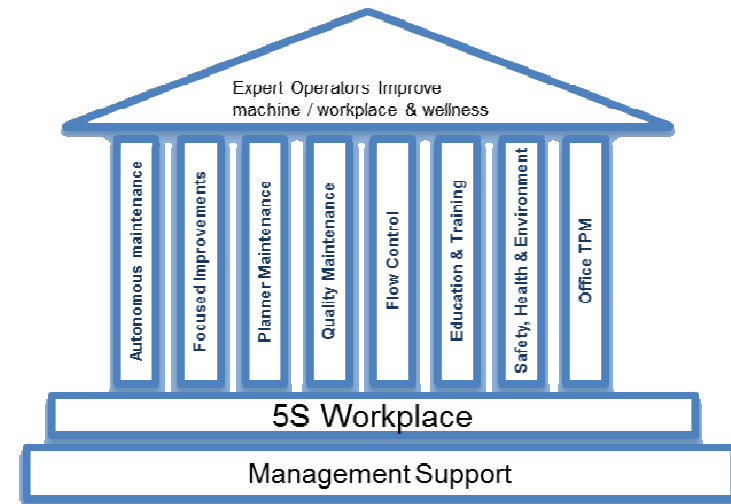 Expert Operators Improve
machine / workplace & wellness
Autonomous maintenance
Focused Improvements
Planner Maintenance
Quality Maintenance
Flow Control
Education & Training
Safety, Health & Environment
Office TPM
5S Workplace
Management Support